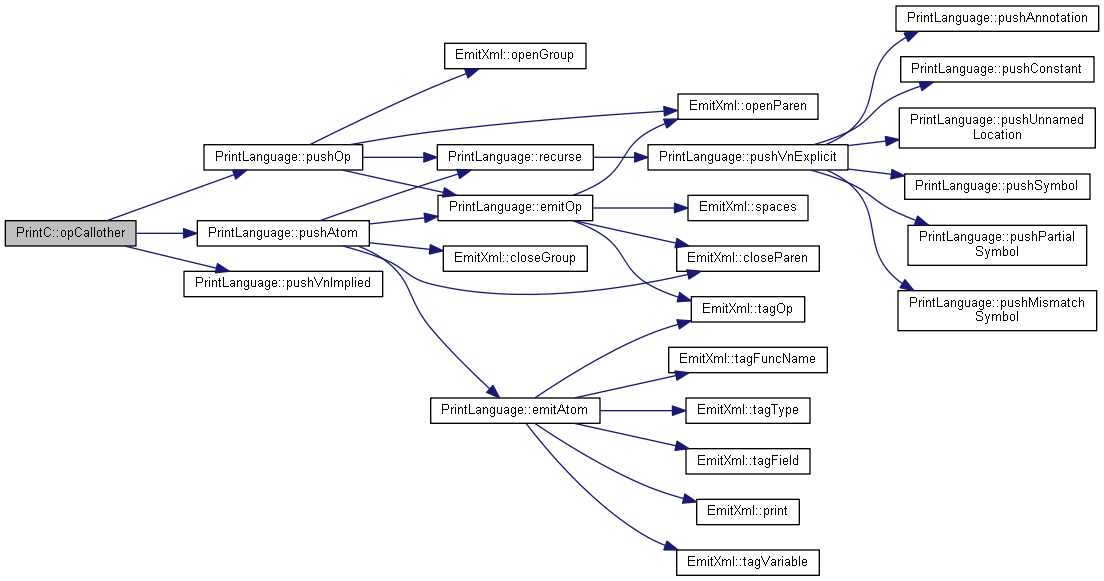 PrintC::opCallother
PrintLanguage::pushOp
PrintLanguage::pushAtom
PrintLanguage::pushVnImplied
EmitXml::openGroup
PrintLanguage::recurse
PrintLanguage::emitOp
EmitXml::closeGroup
PrintLanguage::emitAtom
EmitXml::openParen
PrintLanguage::pushVnExplicit
EmitXml::spaces
EmitXml::closeParen
EmitXml::tagOp
EmitXml::tagFuncName
EmitXml::tagType
EmitXml::tagField
EmitXml::print
EmitXml::tagVariable
PrintLanguage::pushAnnotation
PrintLanguage::pushConstant
PrintLanguage::pushUnnamed
Location
PrintLanguage::pushSymbol
PrintLanguage::pushPartial
Symbol
PrintLanguage::pushMismatch
Symbol